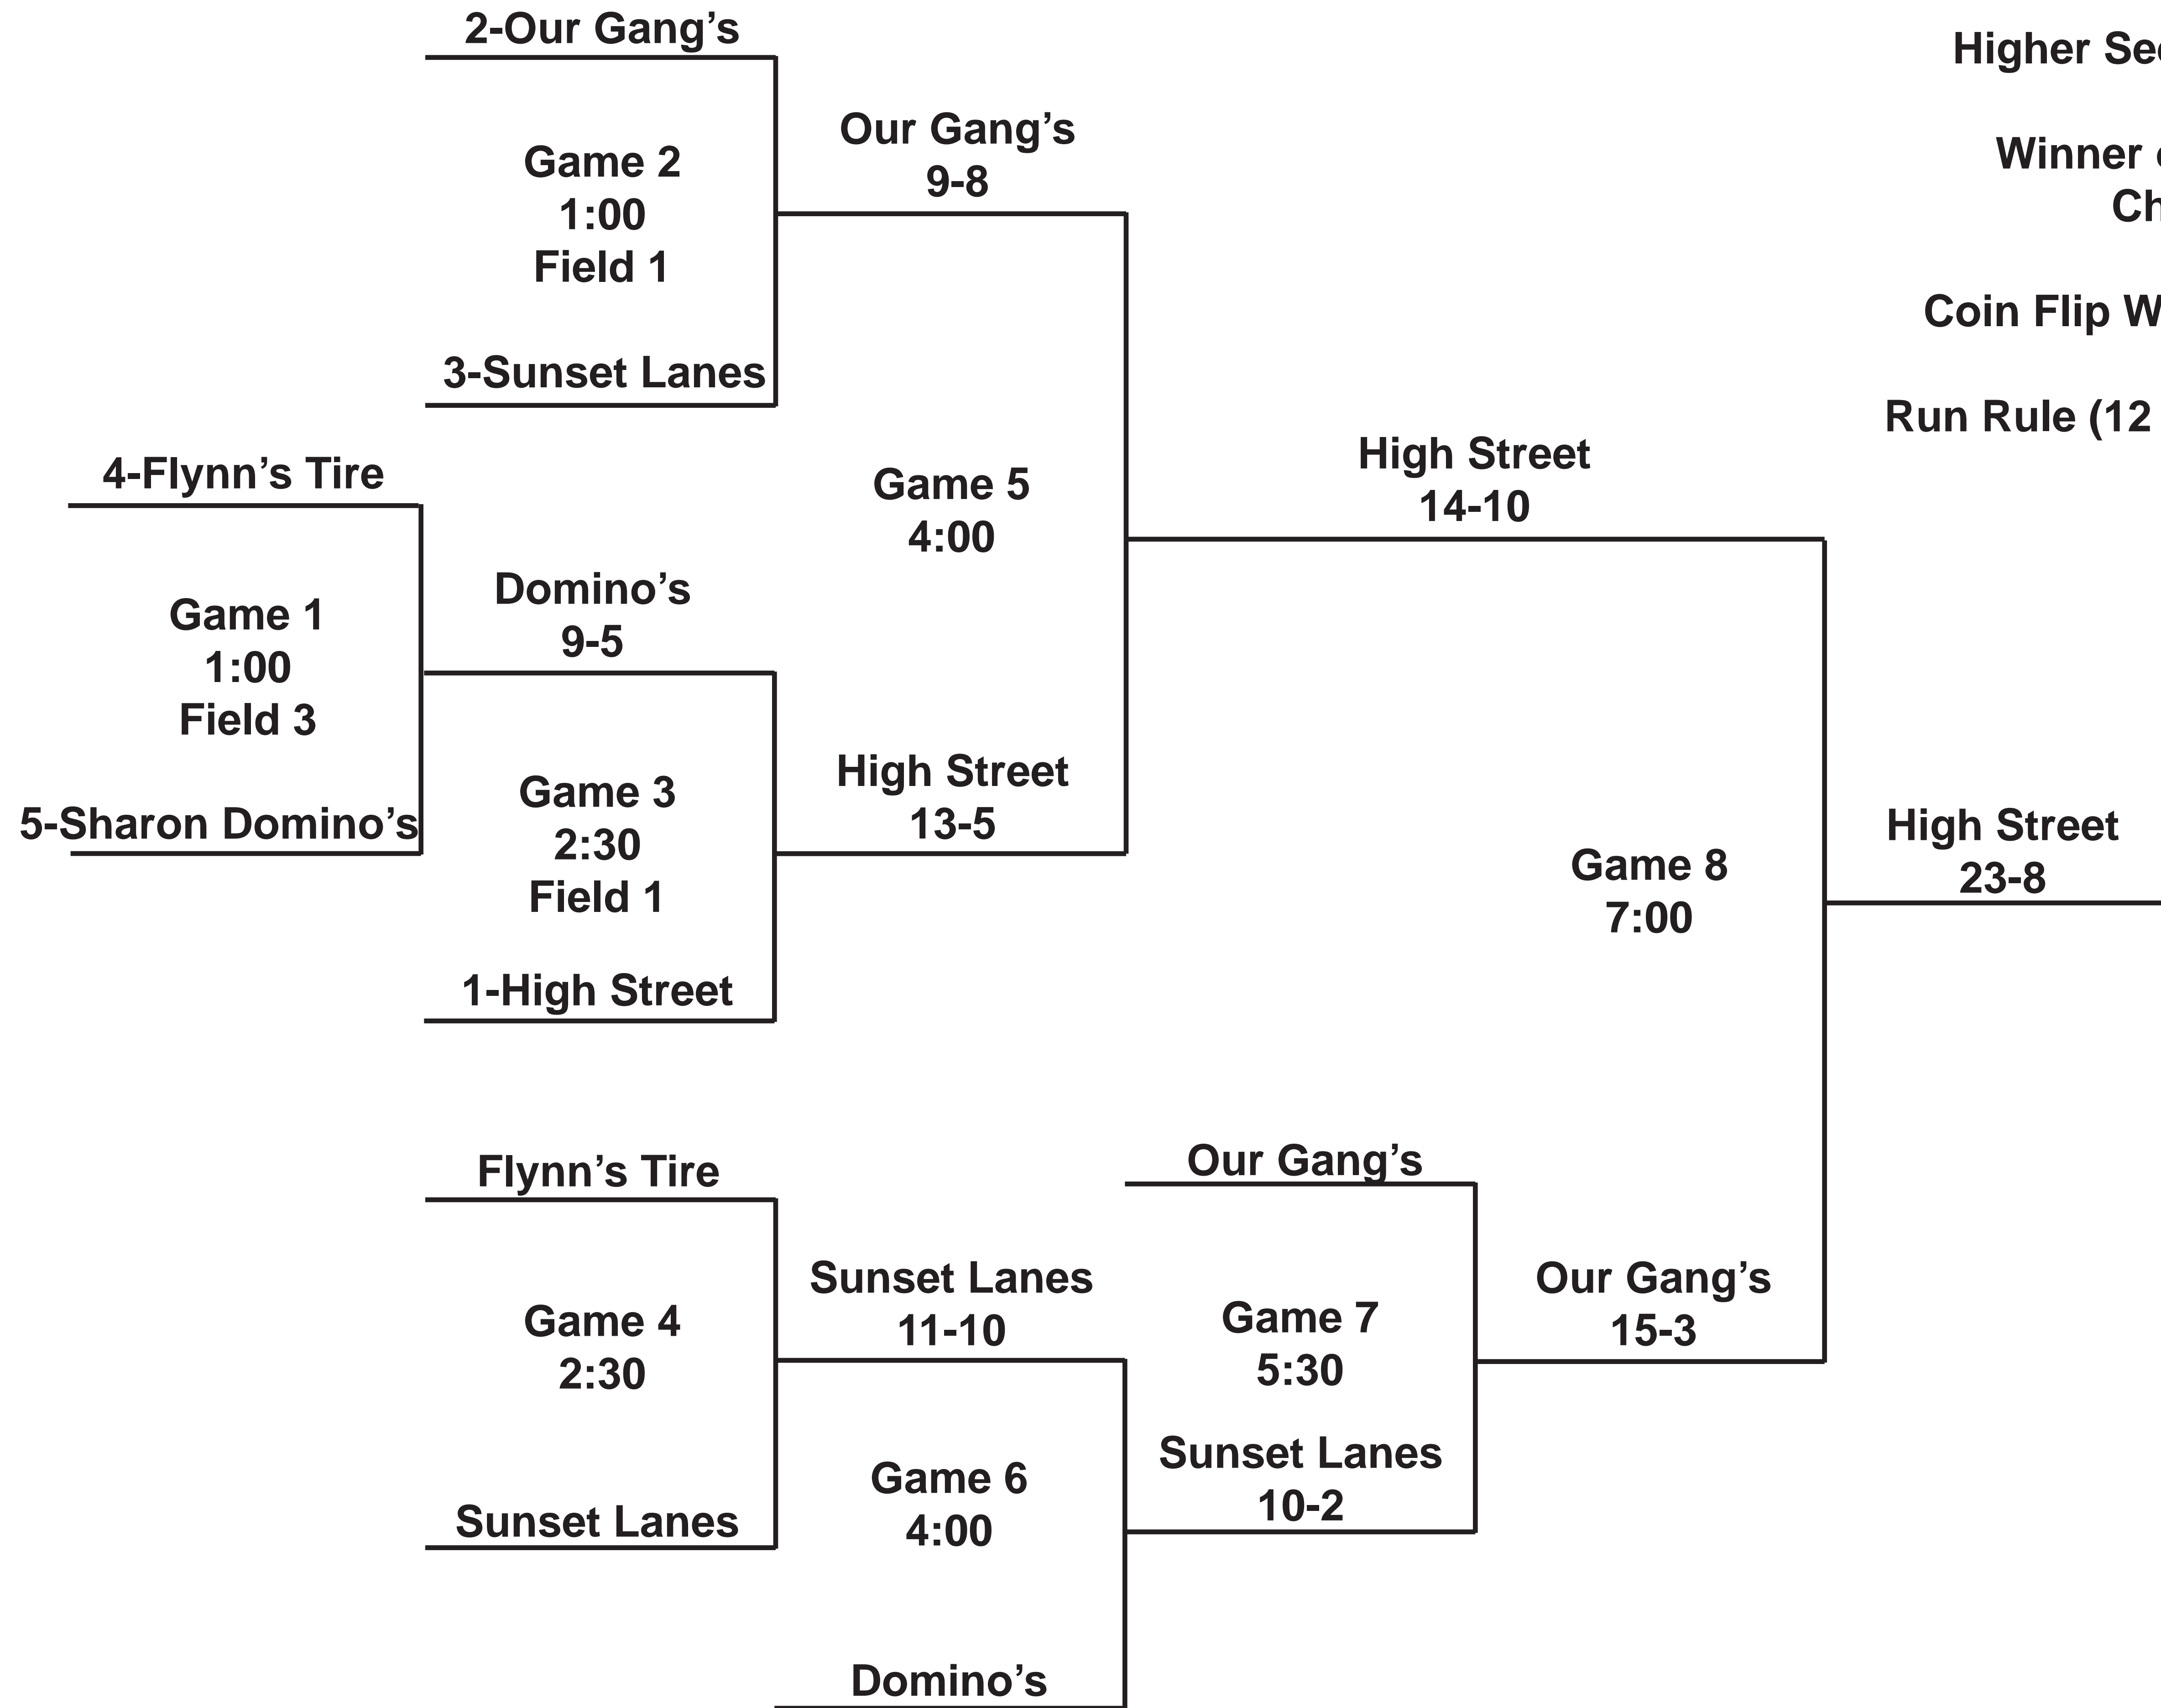 2-Our Gang’s
Game 2
1:00
Field 1
3-Sunset Lanes
Our Gang’s
9-8
4-Flynn’s Tire
Game 1
1:00
Field 3
5-Sharon Domino’s
Domino’s
9-5
Game 3
2:30
Field 1
1-High Street
High Street
13-5
Game 5
4:00
High Street
14-10
Flynn’s Tire
Game 4
2:30
Sunset Lanes
Sunset Lanes
11-10
Game 6
4:00
Domino’s
Our Gang’s
Game 7
5:30
Sunset Lanes
10-2
Our Gang’s
15-3
Game 8
7:00
High Street
23-8
Higher
Winner
Coin Flip
Run Rule (12